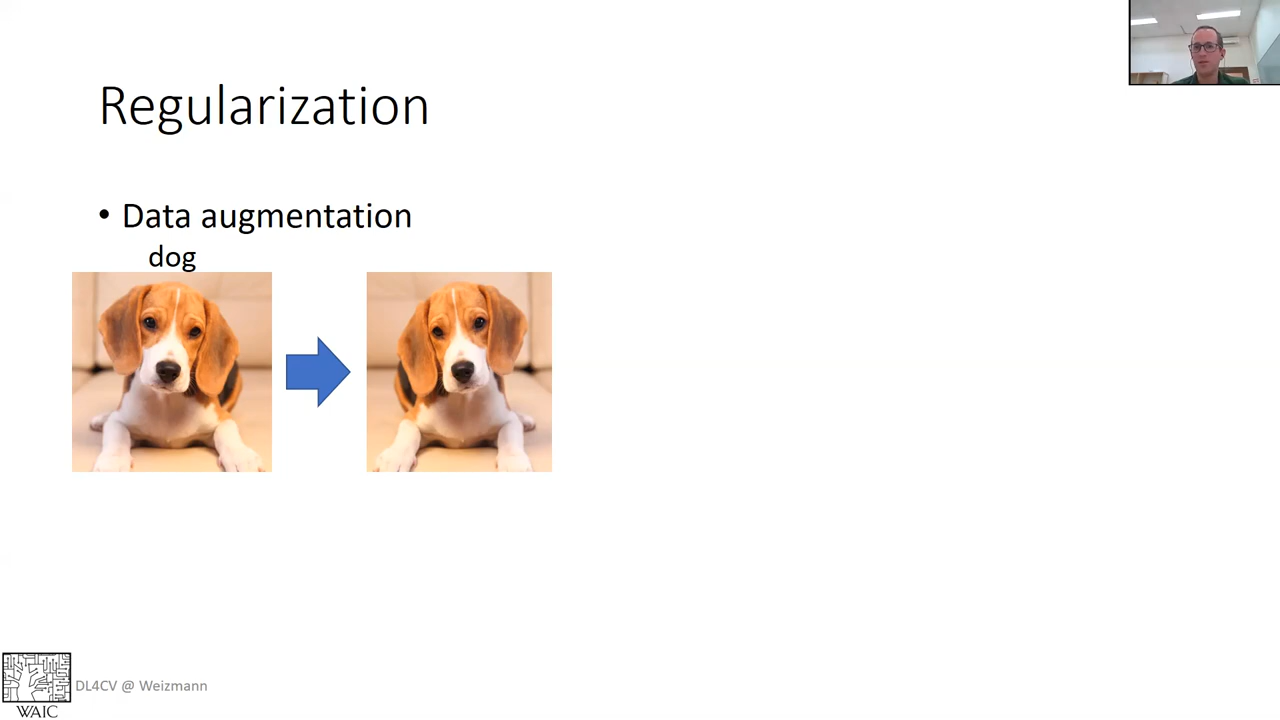 Regularization
• Data augmentation
dog
DL4CV @ Weizmann
WAIC